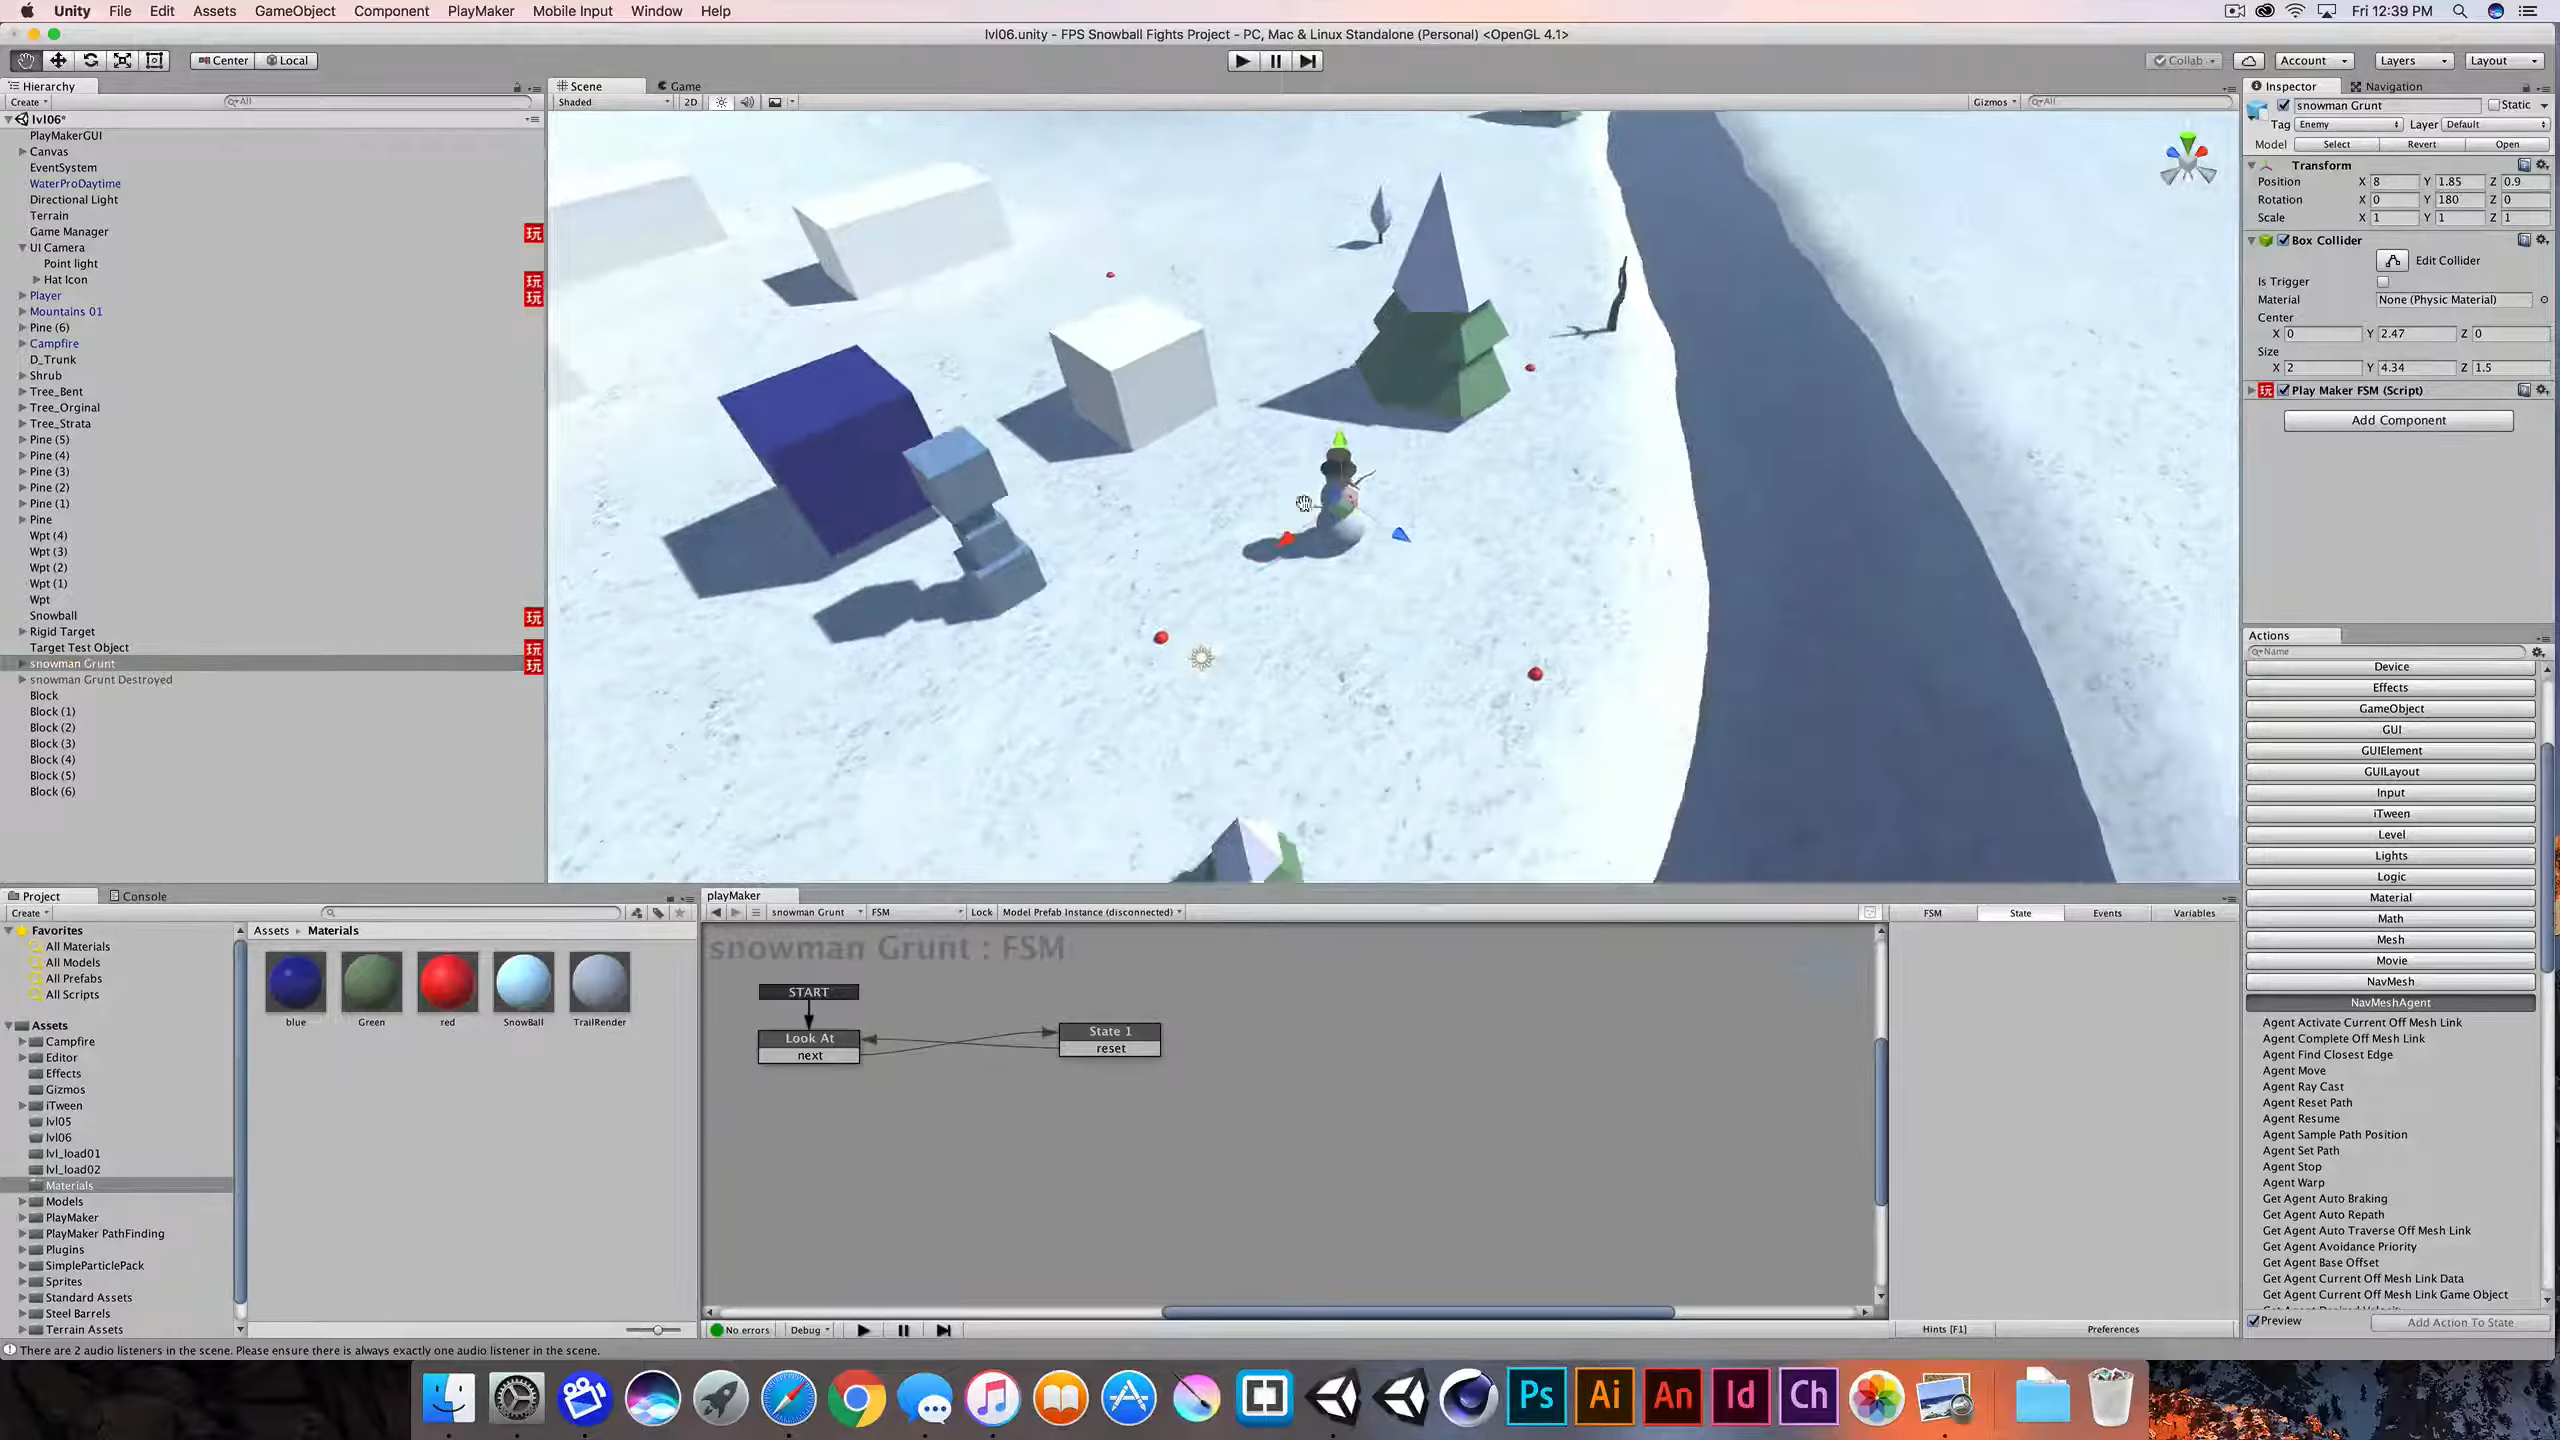 Unity File Edit Assets GameObject Component PlayMaker Mobile Input Window Help Fri 12:39 PM
lvl06.unity - FPS Snowball Fights Project - PC, Mac & Linux Standalone (Personal) <OpenGL 4.1>
Center Local Collab Account Layers Layout
Hierarchy
Create All
lvl06*
PlayMakerGUI
Canvas
EventSystem
WaterProDaytime
Directional Light
Terrain
Game Manager 玩
UI Camera
Point light
Hat Icon 玩
Player 玩
Mountains 01
Pine (6)
Campfire
D_Trunk
Shrub
Tree_Bent
Tree_Orginal
Tree_Strata
Pine (5)
Pine (4)
Pine (3)
Pine (2)
Pine (1)
Pine
Wpt (4)
Wpt (3)
Wpt (2)
Wpt (1)
Wpt
Snowball 玩
Rigid Target
Target Test Object 玩
snowman Grunt 玩
snowman Grunt Destroyed
Block
Block (1)
Block (2)
Block (3)
Block (4)
Block (5)
Block (6)
Scene Game
Shaded 2D Gizmos All
Inspector Navigation
snowman Grunt Static
Tag Enemy Layer Default
Model Select Revert Open
Transform
Position X 8 Y 1.85 Z 0.9
Rotation X 0 Y 180 Z 0
Scale X 1 Y 1 Z 1
Box Collider
Edit Collider
Is Trigger
Material None (Physic Material)
Center
X 0 Y 2.47 Z 0
Size
X 2 Y 4.34 Z 1.5
玩 Play Maker FSM (Script)
Add Component
Actions
Name
Device
Effects
GameObject
GUI
GUIElement
GUILayout
Input
iTween
Level
Lights
Logic
Material
Math
Mesh
Movie
NavMesh
NavMeshAgent
Agent Activate Current Off Mesh Link
Agent Complete Off Mesh Link
Agent Find Closest Edge
Agent Move
Agent Ray Cast
Agent Reset Path
Agent Resume
Agent Sample Path Position
Agent Set Path
Agent Stop
Agent Warp
Get Agent Auto Braking
Get Agent Auto Repath
Get Agent Auto Traverse Off Mesh Link
Get Agent Avoidance Priority
Get Agent Base Offset
Get Agent Current Off Mesh Link Data
Get Agent Current Off Mesh Link Game Object
Preview Add Action To State
Project Console
Create
Favorites
All Materials
All Models
All Prefabs
All Scripts
Assets
Campfire
Editor
Effects
Gizmos
iTween
lvl05
lvl06
lvl_load01
lvl_load02
Materials
Models
PlayMaker
PlayMaker PathFinding
Plugins
SimpleParticlePack
Sprites
Standard Assets
Steel Barrels
Terrain Assets
Assets Materials
blue Green red SnowBall TrailRender
playMaker
snowman Grunt FSM Lock Model Prefab Instance (disconnected)
FSM State Events Variables
snowman Grunt : FSM
START
Look At
next
State 1
reset
No errors Debug
Hints [F1] Preferences
There are 2 audio listeners in the scene. Please ensure there is always exactly one audio listener in the scene.
Ps Ai An Id Ch